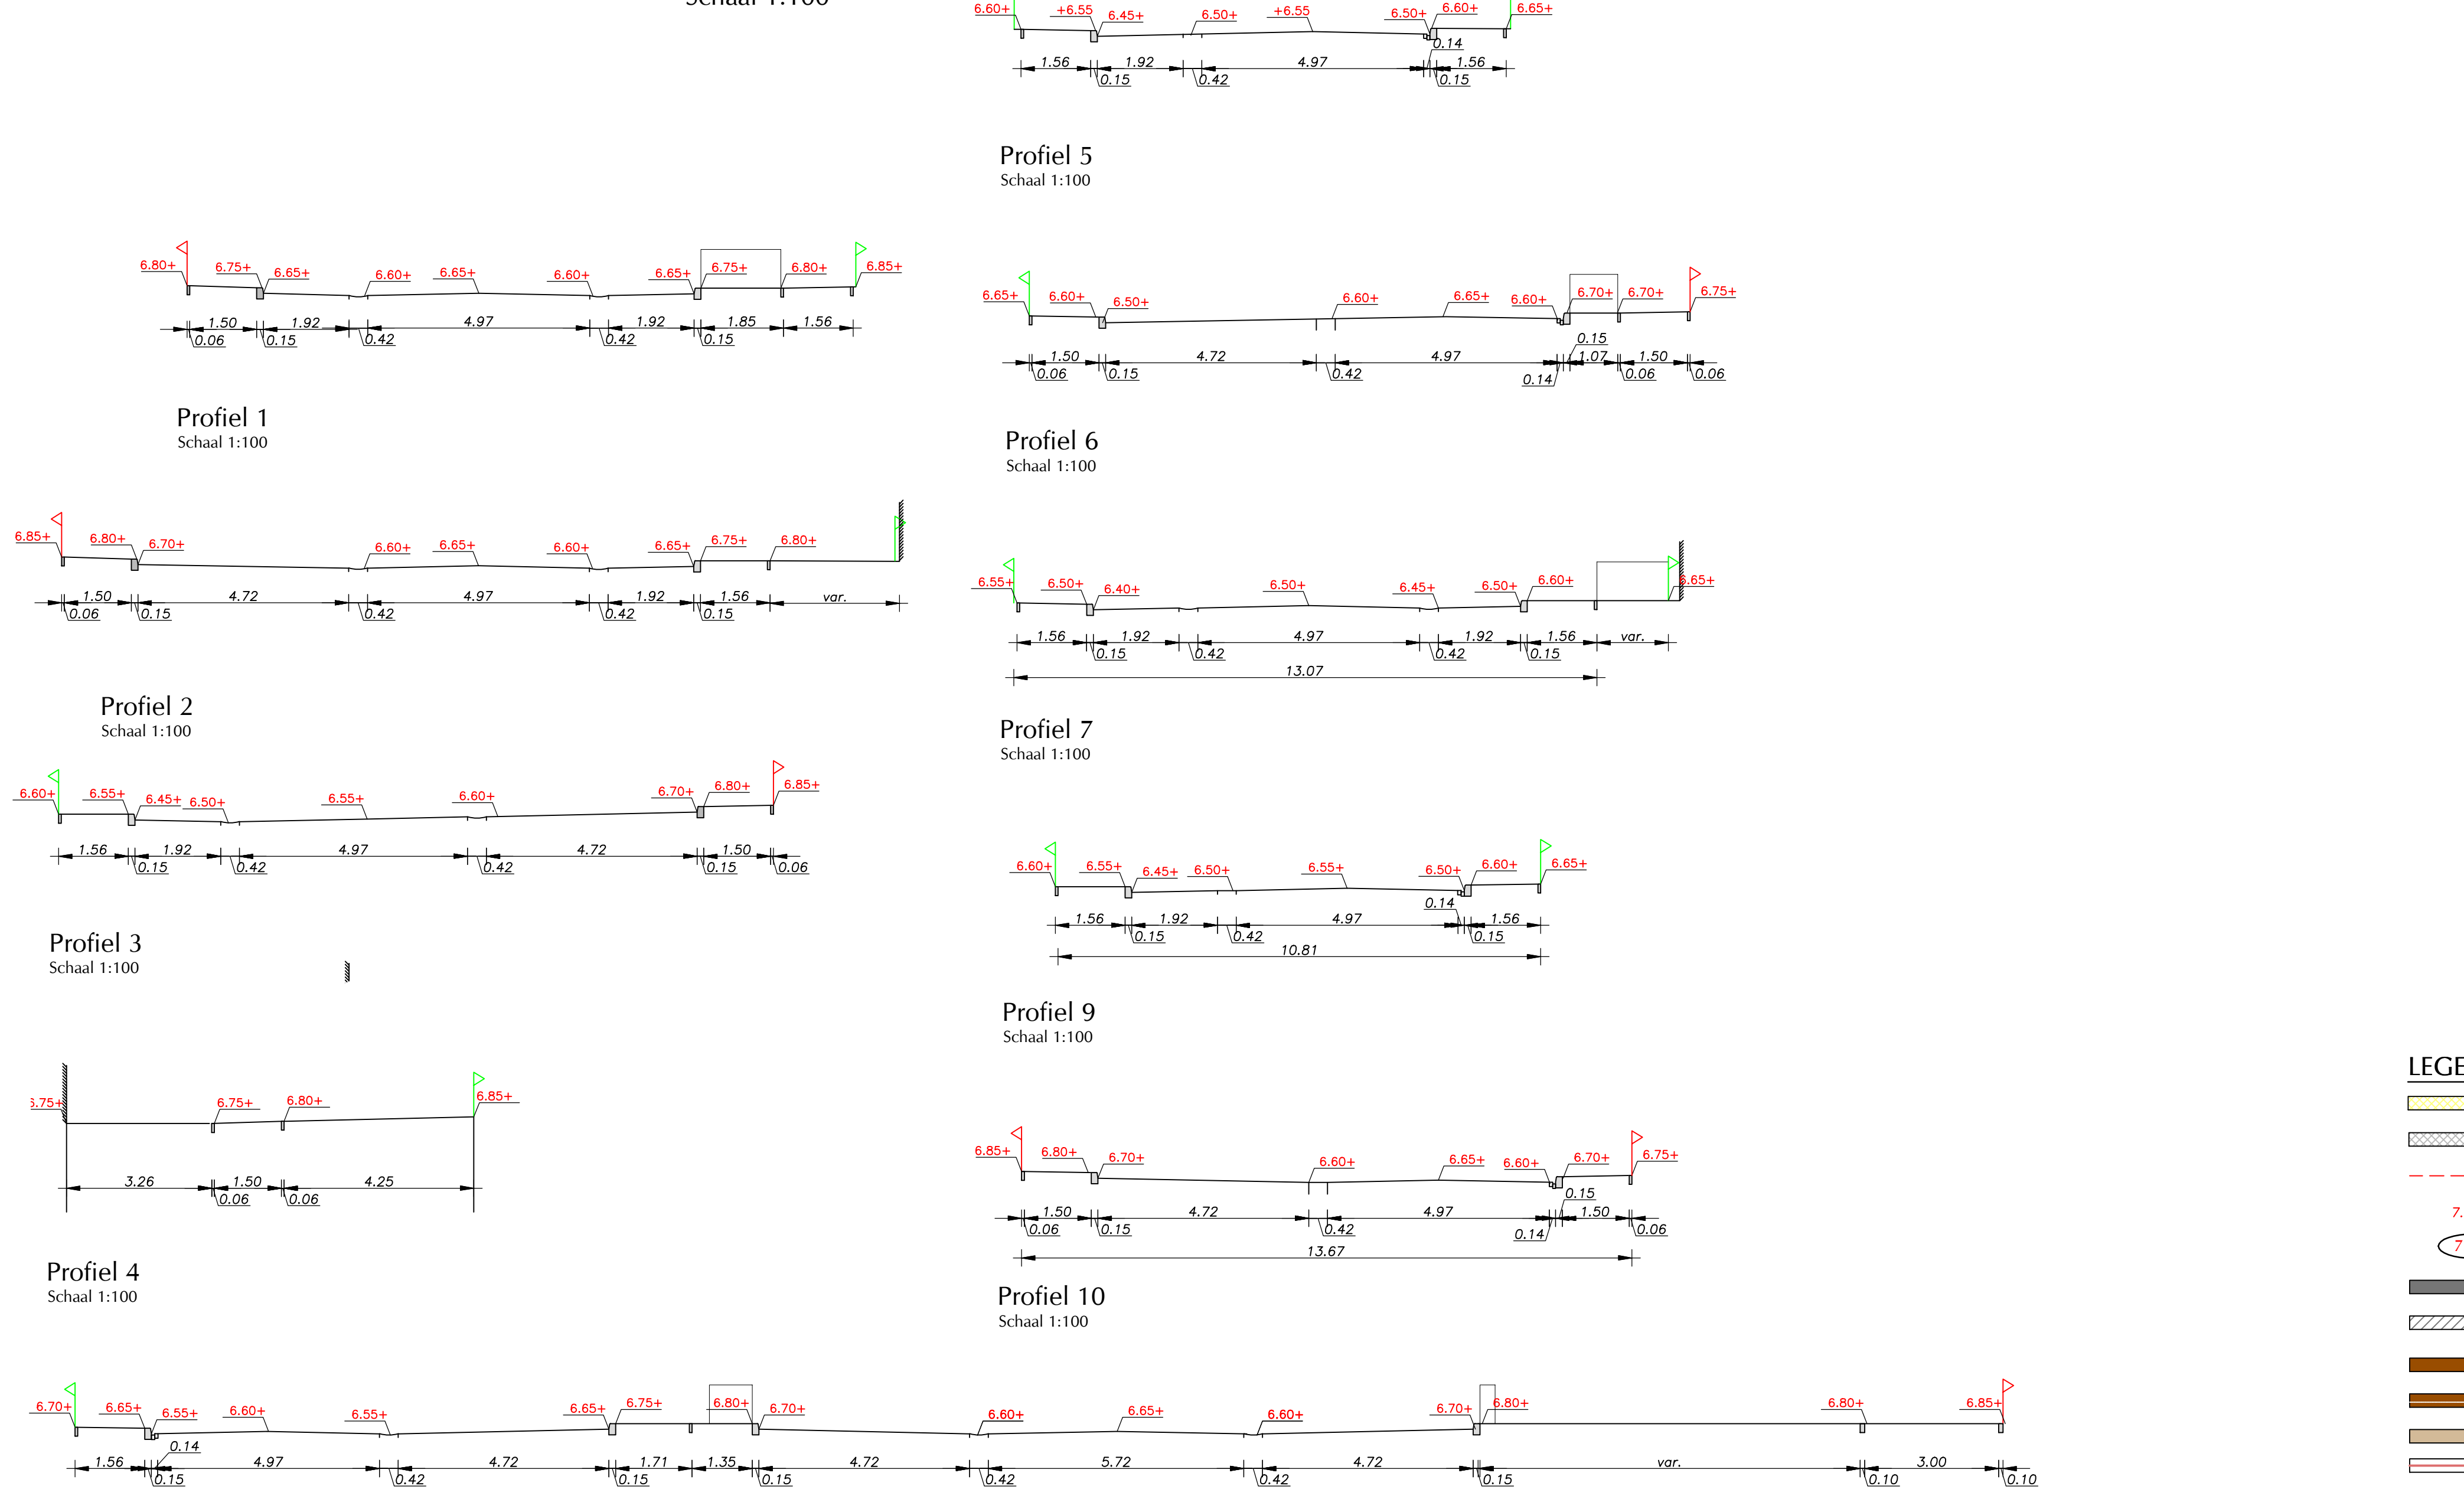 Schaal 1:100
6.60+ +6.55 6.45+ 6.50+ +6.55 6.50+ 6.60+ 6.65+
0.14
1.56 1.92 4.97 1.56
0.15 0.42 0.15
Profiel 5
Schaal 1:100
6.80+ 6.75+ 6.65+ 6.60+ 6.65+ 6.60+ 6.65+ 6.75+ 6.80+ 6.85+
1.50 1.92 4.97 1.92 1.85 1.56
0.06 0.15 0.42 0.42 0.15
Profiel 1
Schaal 1:100
6.65+ 6.60+ 6.50+ 6.60+ 6.65+ 6.60+ 6.70+ 6.70+ 6.75+
0.15
1.50 4.72 4.97 1.07 1.50
0.06 0.15 0.42 0.14 0.06 0.06
Profiel 6
Schaal 1:100
6.85+ 6.80+ 6.70+ 6.60+ 6.65+ 6.60+ 6.65+ 6.75+ 6.80+
1.50 4.72 4.97 1.92 1.56 var.
0.06 0.15 0.42 0.42 0.15
Profiel 2
Schaal 1:100
6.55+ 6.50+ 6.40+ 6.50+ 6.45+ 6.50+ 6.60+ 6.65+
1.56 1.92 4.97 1.92 1.56 var.
0.15 0.42 0.42 0.15
13.07
Profiel 7
Schaal 1:100
6.60+ 6.55+ 6.45+ 6.50+ 6.55+ 6.60+ 6.70+ 6.80+ 6.85+
1.56 1.92 4.97 4.72 1.50
0.15 0.42 0.42 0.15 0.06
Profiel 3
Schaal 1:100
6.60+ 6.55+ 6.45+ 6.50+ 6.55+ 6.50+ 6.60+ 6.65+
0.14
1.56 1.92 4.97 1.56
0.15 0.42 0.15
10.81
Profiel 9
Schaal 1:100
6.75+ 6.75+ 6.80+ 6.85+
3.26 1.50 4.25
0.06 0.06
Profiel 4
Schaal 1:100
6.85+ 6.80+ 6.70+ 6.60+ 6.65+ 6.60+ 6.70+ 6.75+
0.15
1.50 4.72 4.97 1.50
0.06 0.15 0.42 0.14 0.06
13.67
Profiel 10
Schaal 1:100
6.70+ 6.65+ 6.55+ 6.60+ 6.55+ 6.65+ 6.75+ 6.80+ 6.70+ 6.60+ 6.65+ 6.60+ 6.70+ 6.80+ 6.80+ 6.85+
0.14
1.56 4.97 4.72 1.71 1.35 4.72 5.72 4.72 var. 3.00
0.15 0.42 0.15 0.15 0.42 0.42 0.15 0.10 0.10
LEGE
7.
7